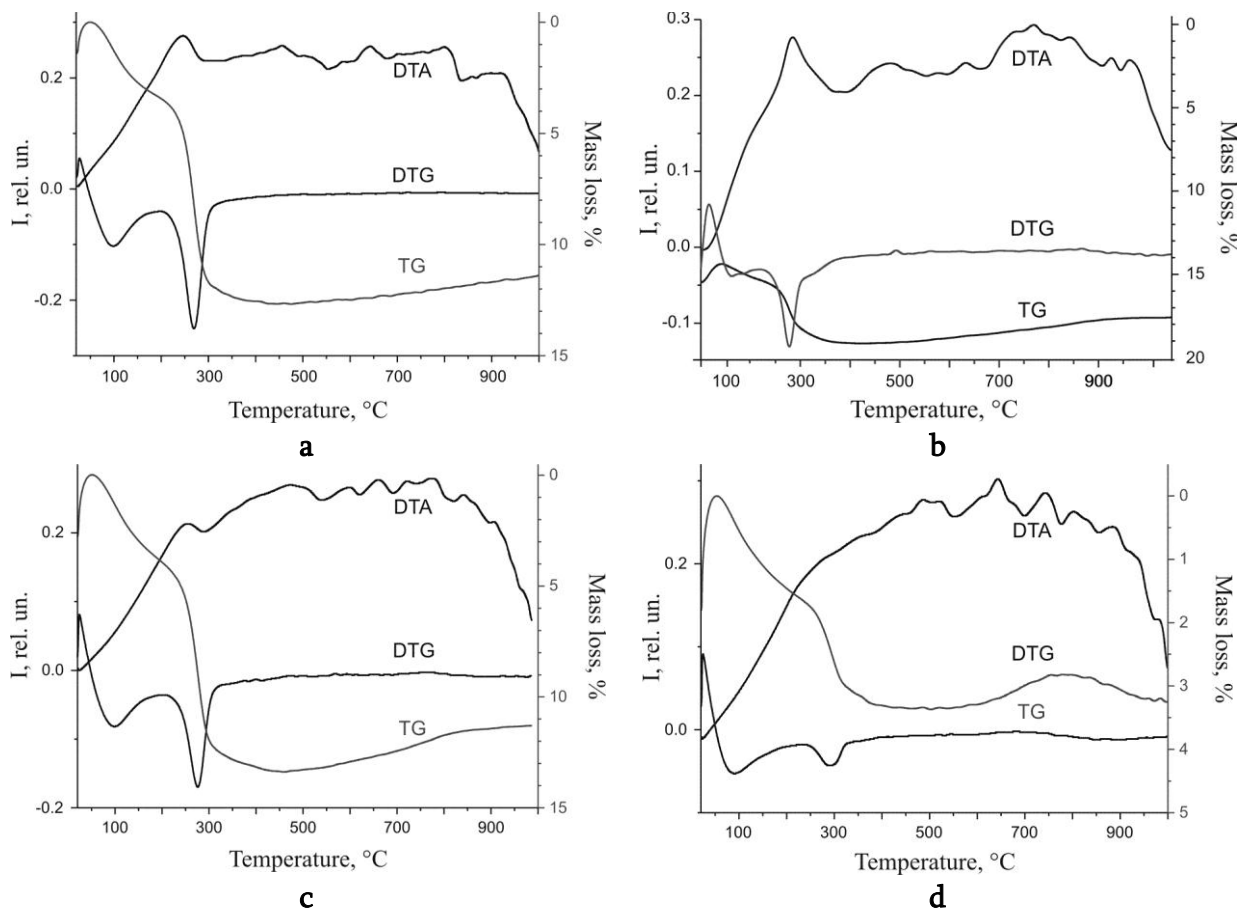 0.2
0.0
-0.2
I, rel. un.
DTA
DTG
TG
0
5
10
15
Mass loss, %
100 300 500 700 900
Temperature, °C
a
0.3
0.2
0.1
0.0
-0.1
I, rel. un.
DTA
DTG
TG
0
5
10
15
20
Mass loss, %
100 300 500 700 900
Temperature, °C
b
0.2
0.0
-0.2
I, rel. un.
DTA
DTG
TG
0
5
10
15
Mass loss, %
100 300 500 700 900
Temperature, °C
c
0.2
0.0
I, rel. un.
DTA
DTG
TG
0
1
2
3
4
5
Mass loss, %
100 300 500 700 900
Temperature, °C
d